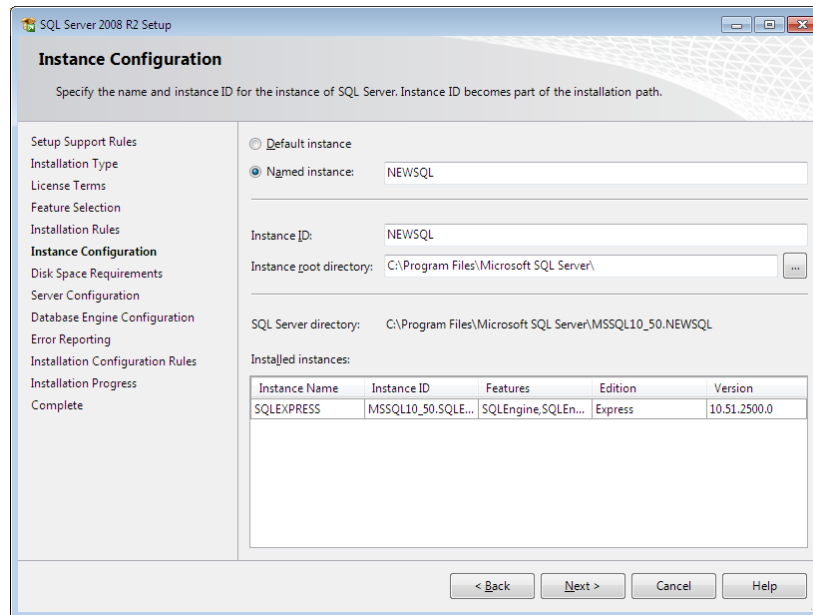 SQL Server 2008 R2 Setup
Instance Configuration
Specify the name and instance ID for the instance of SQL Server. Instance ID becomes part of the installation path.
Setup Support Rules
Installation Type
License Terms
Feature Selection
Installation Rules
Instance Configuration
Disk Space Requirements
Server Configuration
Database Engine Configuration
Error Reporting
Installation Configuration Rules
Installation Progress
Complete
Default instance
Named instance: NEWSQL
Instance ID: NEWSQL
Instance root directory: C:\Program Files\Microsoft SQL Server\ ...
SQL Server directory: C:\Program Files\Microsoft SQL Server\MSSQL10_50.NEWSQL
Installed instances:
Instance Name Instance ID Features Edition Version
SQLEXPRESS MSSQL10_50.SQLE... SQLEngine,SQLEn... Express 10.51.2500.0
< Back Next > Cancel Help